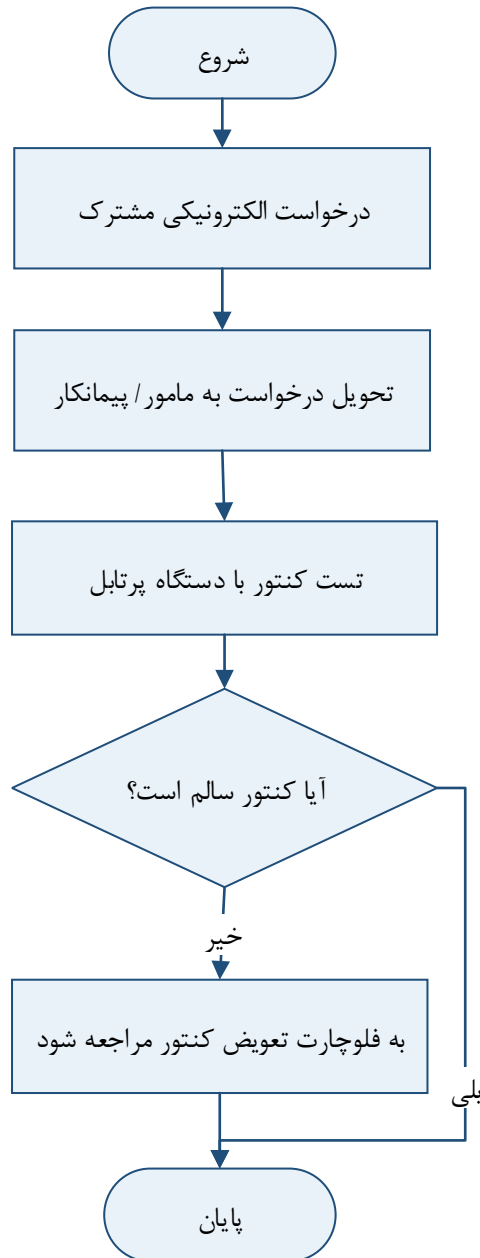 شروع
درخواست الکترونیکی مشترک
تحویل درخواست به مامور/ پیمانکار
تست کنتور با دستگاه پرتابل
آیا کنتور سالم است؟
خیر
به فلوچارت تعویض کنتور مراجعه شود
بلی
پایان